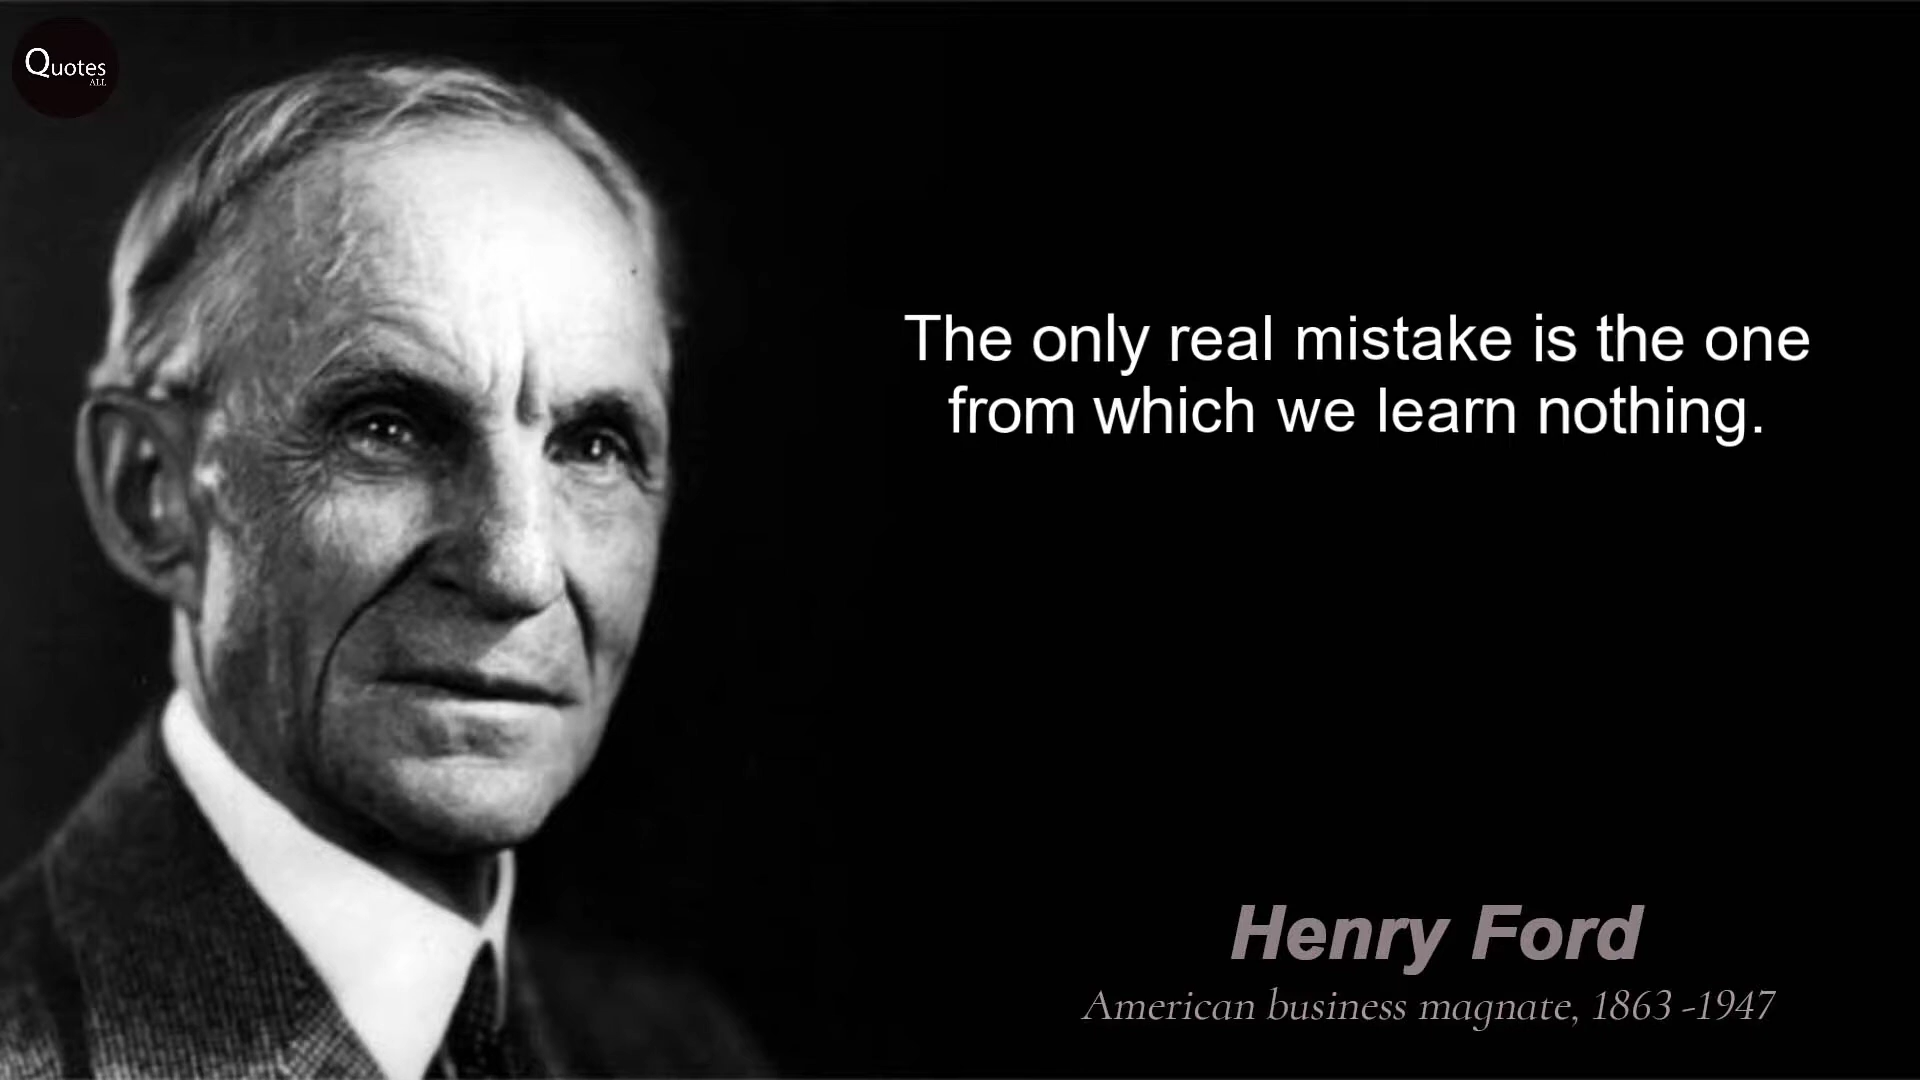 Quotes
ALL
The only real mistake is the one
from which we learn nothing.
Henry Ford
American business magnate, 1863 -1947